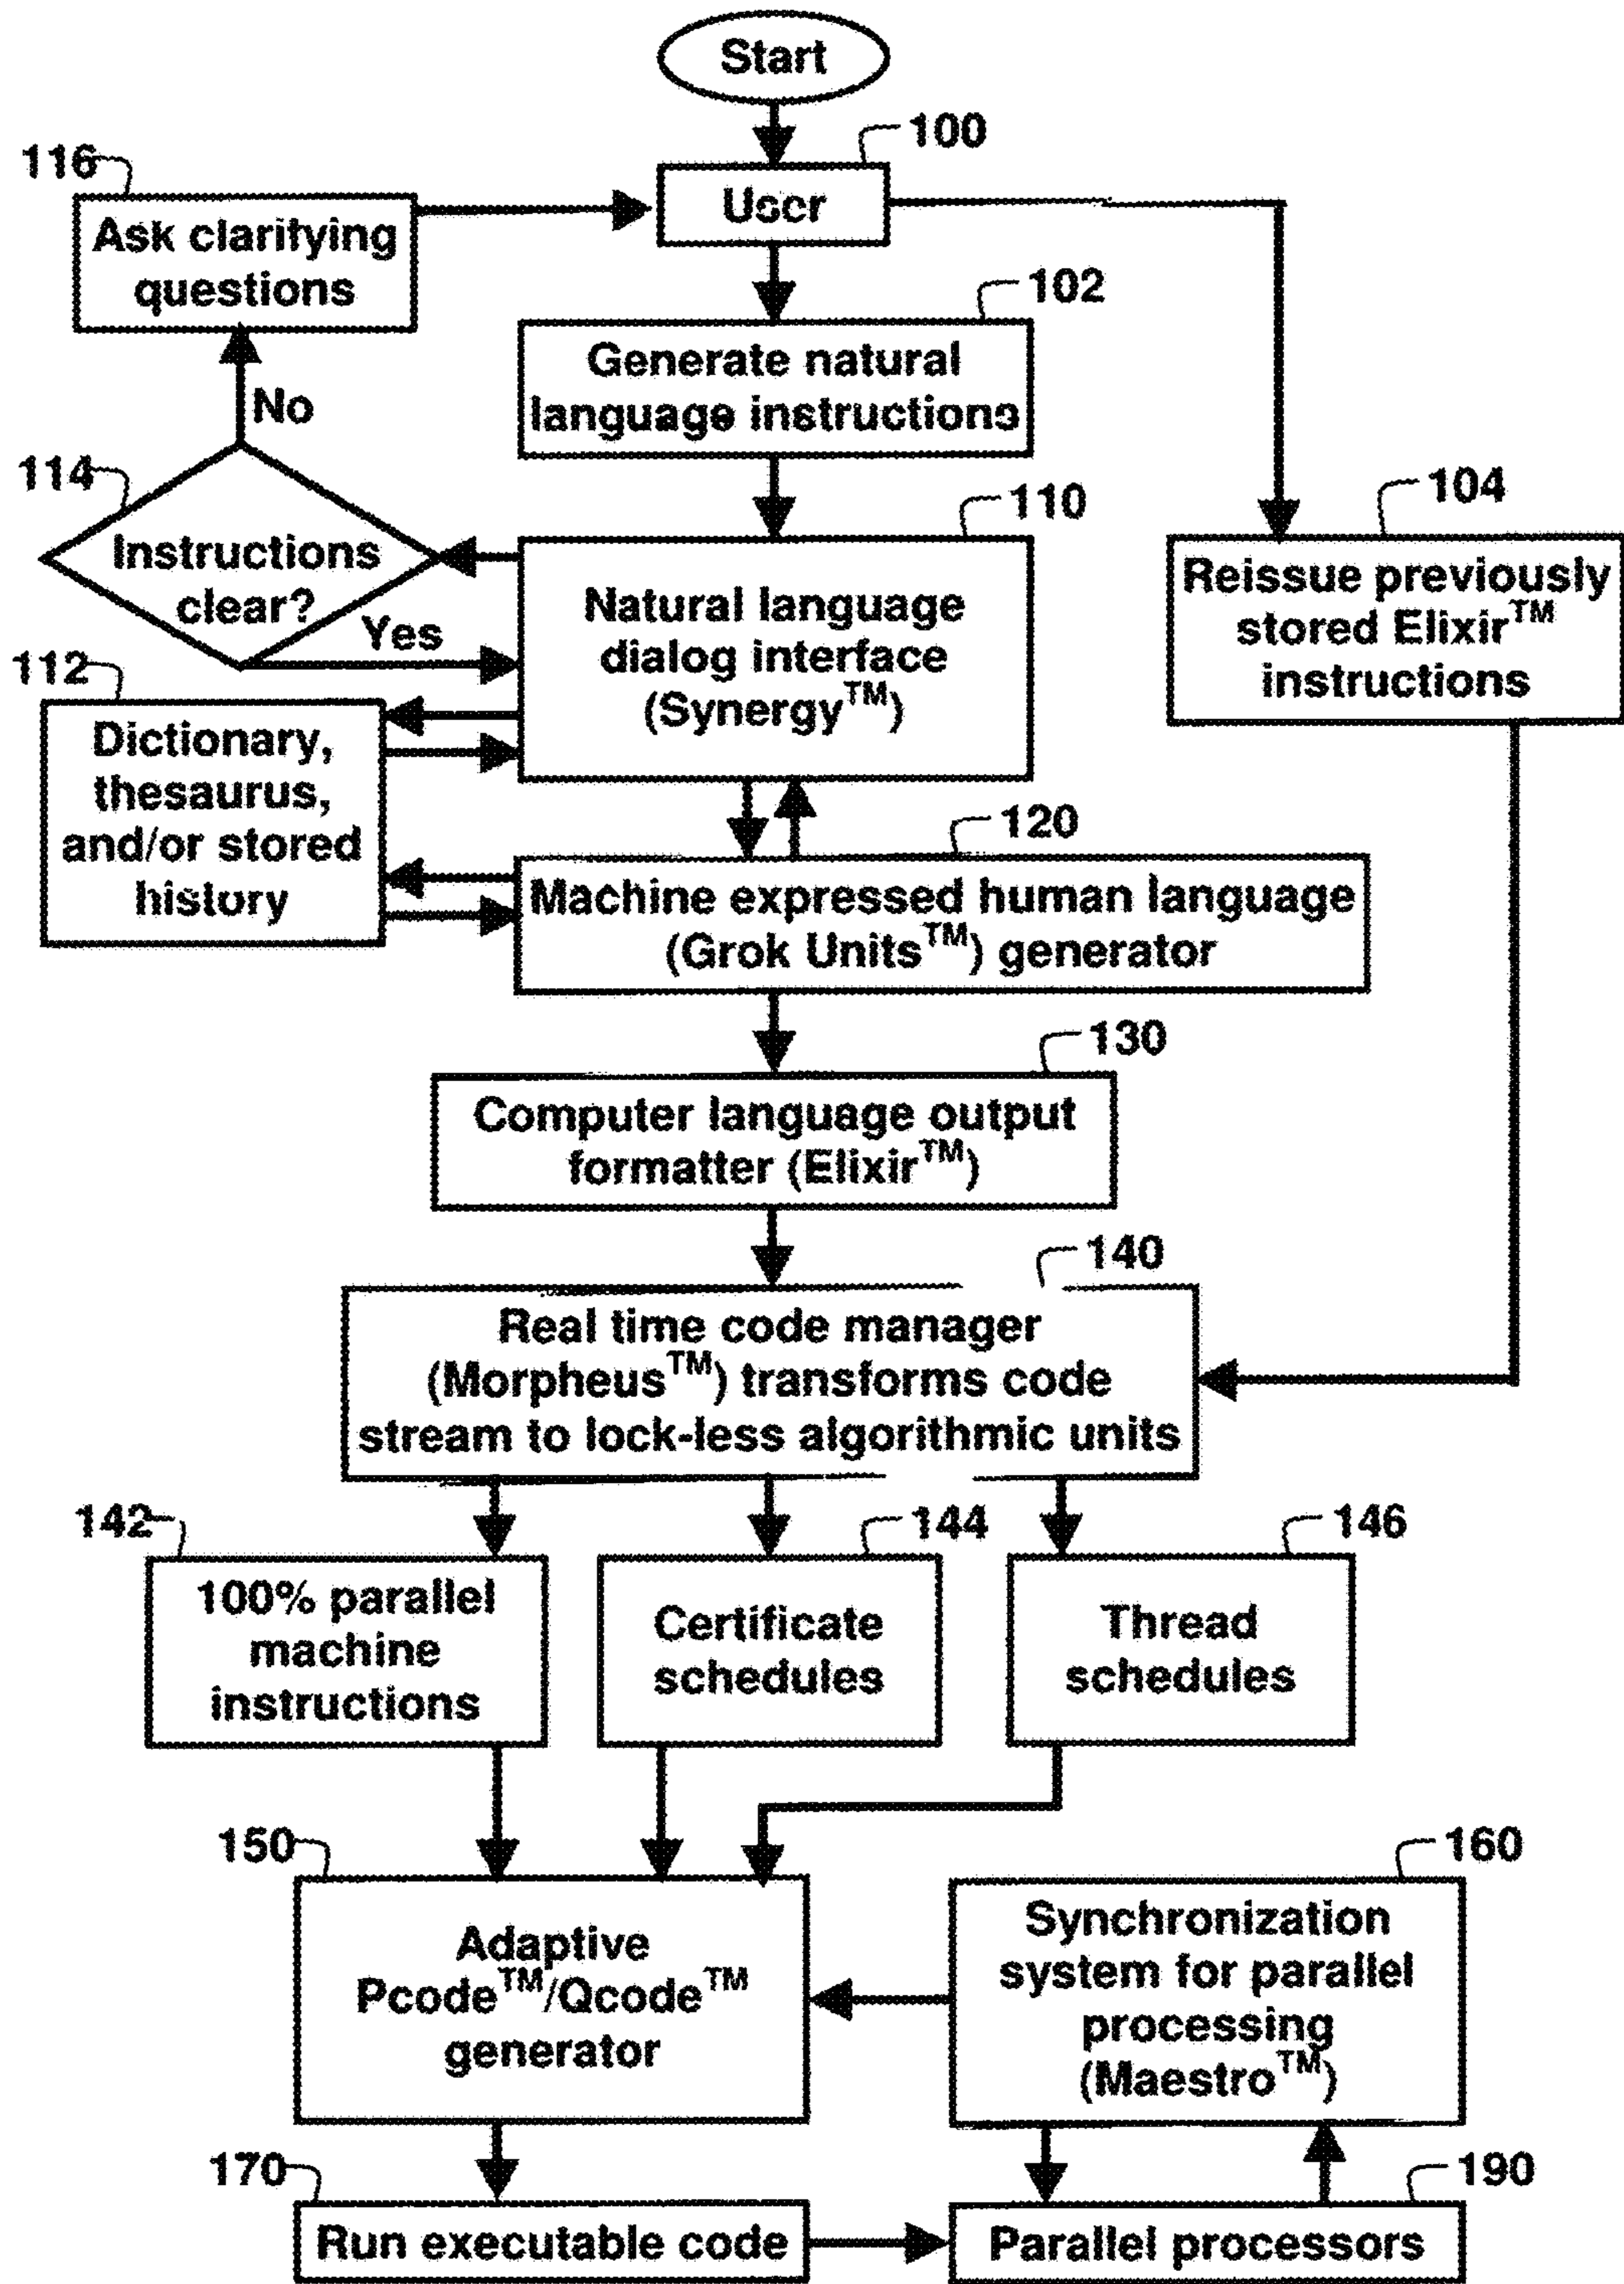 Start
100
User
116
Ask clarifying
questions
102
Generate natural
language instructions
No
114
Instructions
clear?
Yes
110
Natural language
dialog interface
(Synergy™)
104
Reissue previously
stored Elixir™
instructions
112
Dictionary,
thesaurus,
and/or stored
history
120
Machine expressed human language
(Grok Units™) generator
130
Computer language output
formatter (Elixir™)
140
Real time code manager
(Morpheus™) transforms code
stream to lock-less algorithmic units
142
100% parallel
machine
instructions
144
Certificate
schedules
146
Thread
schedules
150
Adaptive
Pcode™/Qcode™
generator
160
Synchronization
system for parallel
processing
(Maestro™)
170
Run executable code
190
Parallel processors